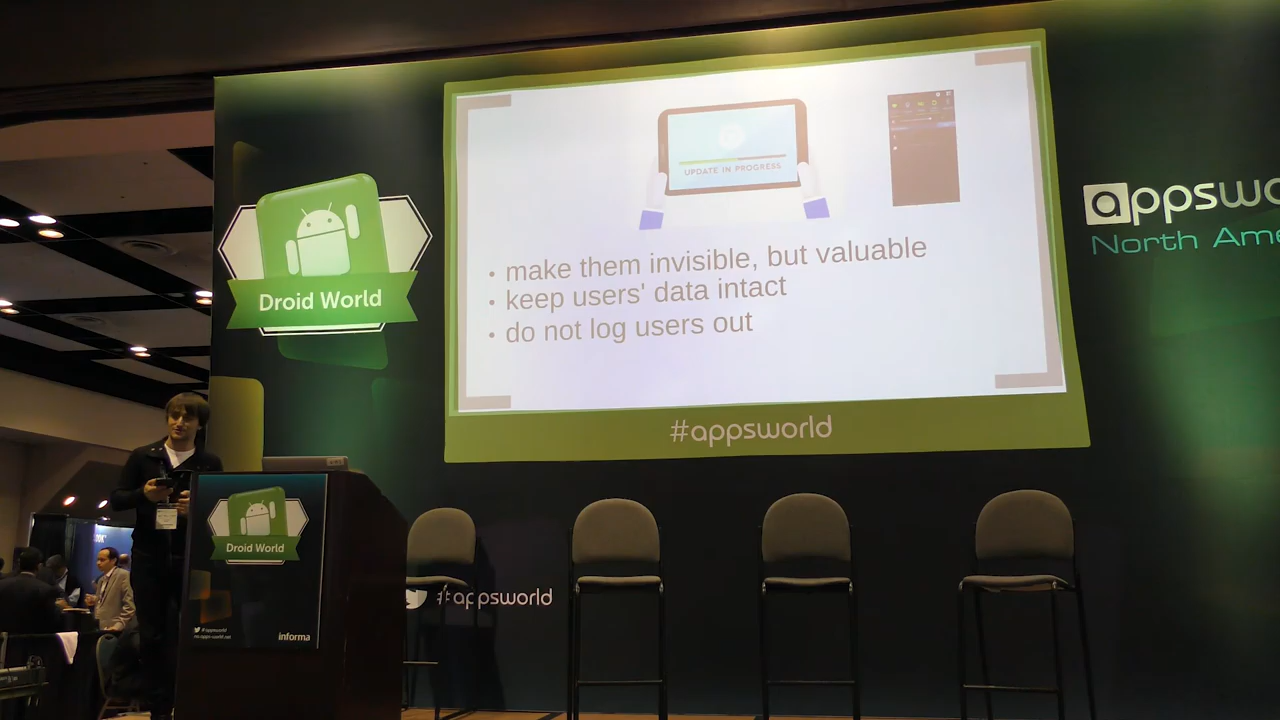 UPDATE IN PROGRESS
• make them invisible, but valuable
• keep users' data intact
• do not log users out
#appsworld
Droid World
appswo
North Ame
Droid World
#appsworld
informa
#appsworld